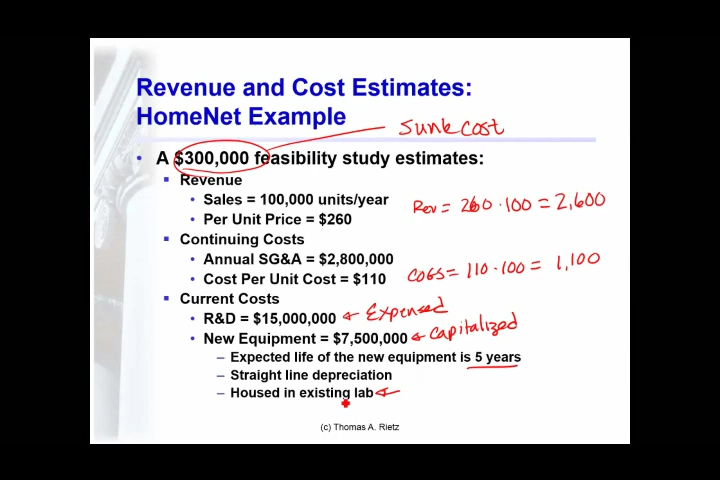 Revenue and Cost Estimates:
HomeNet Example
sunk cost
• A $300,000 feasibility study estimates:
▪ Revenue
• Sales = 100,000 units/year
Rev = 260 · 100 = 2,600
• Per Unit Price = $260
▪ Continuing Costs
• Annual SG&A = $2,800,000
COGS = 110 · 100 = 1,100
• Cost Per Unit Cost = $110
▪ Current Costs
• R&D = $15,000,000 Expensed
• New Equipment = $7,500,000 Capitalized
– Expected life of the new equipment is 5 years
– Straight line depreciation
– Housed in existing lab
(c) Thomas A. Rietz